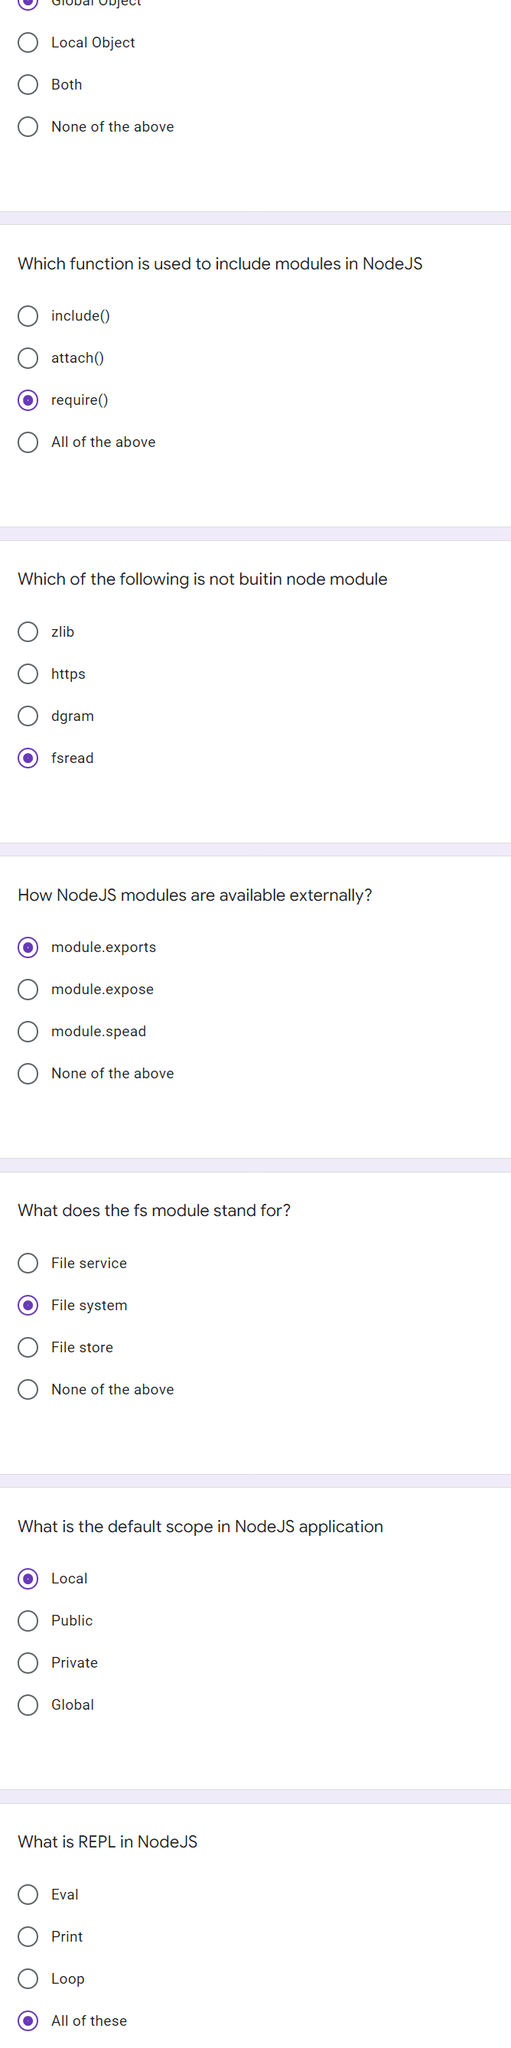 Global Object
Local Object
Both
None of the above
Which function is used to include modules in NodeJS
include()
attach()
require()
All of the above
Which of the following is not buitin node module
zlib
https
dgram
fsread
How NodeJS modules are available externally?
module.exports
module.expose
module.spead
None of the above
What does the fs module stand for?
File service
File system
File store
None of the above
What is the default scope in NodeJS application
Local
Public
Private
Global
What is REPL in NodeJS
Eval
Print
Loop
All of these